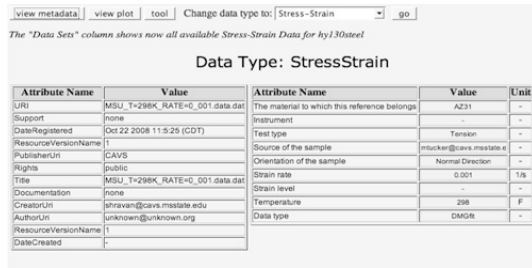 view metadata view plot tool Change data type to: Stress-Strain go
The "Data Sets" column shows now all available Stress-Strain Data for hy130steel
Data Type: StressStrain
Attribute Name Value
URI MSU_T=298K_RATE=0_001.data.dat
Support none
DateRegistered Oct 22 2008 11:5:25 (CDT)
ResourceVersionName 1
PublisherUri CAVS
Rights public
Title MSU_T=298K_RATE=0_001.data.dat
Documentation none
CreatorUri shravan@cavs.msstate.edu
AuthorUri unknown@unknown.org
ResourceVersionName 1
DateCreated -
Attribute Name Value Unit
The material to which this reference belongs AZ31 -
Instrument - -
Test type Tension -
Source of the sample mtucker@cavs.msstate.e -
Orientation of the sample Normal Direction -
Strain rate 0.001 1/s
Strain level - -
Temperature 298 F
Data type DMGfit -